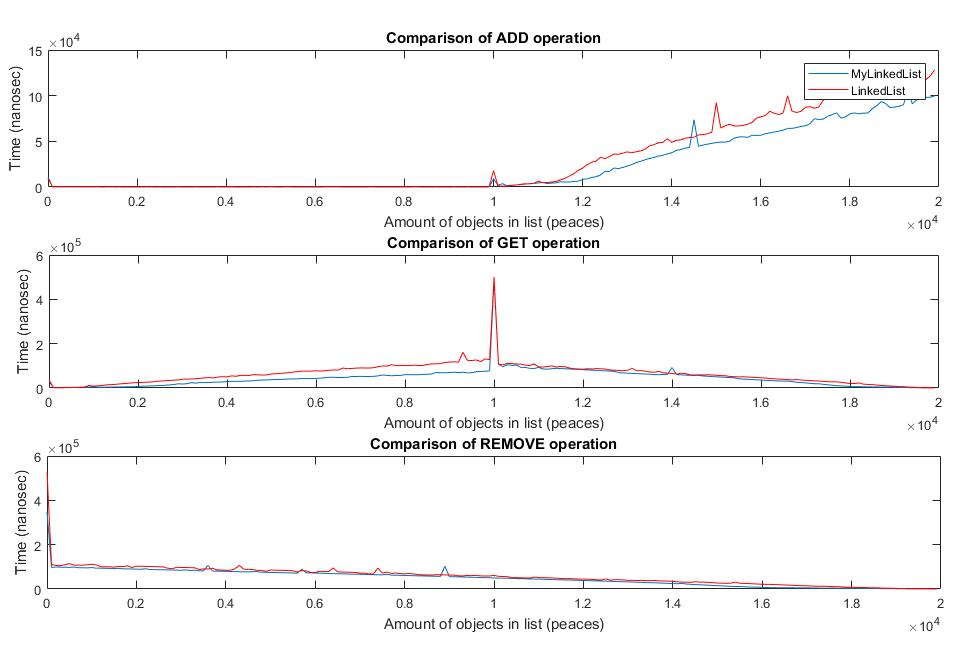 Comparison of ADD operation
×10^4
Time (nanosec)
15
10
5
0
MyLinkedList
LinkedList
0 0.2 0.4 0.6 0.8 1 1.2 1.4 1.6 1.8 2
Amount of objects in list (peaces)
×10^4
Comparison of GET operation
×10^5
Time (nanosec)
6
4
2
0
0 0.2 0.4 0.6 0.8 1 1.2 1.4 1.6 1.8 2
Amount of objects in list (peaces)
×10^4
Comparison of REMOVE operation
×10^5
Time (nanosec)
6
4
2
0
0 0.2 0.4 0.6 0.8 1 1.2 1.4 1.6 1.8 2
Amount of objects in list (peaces)
×10^4